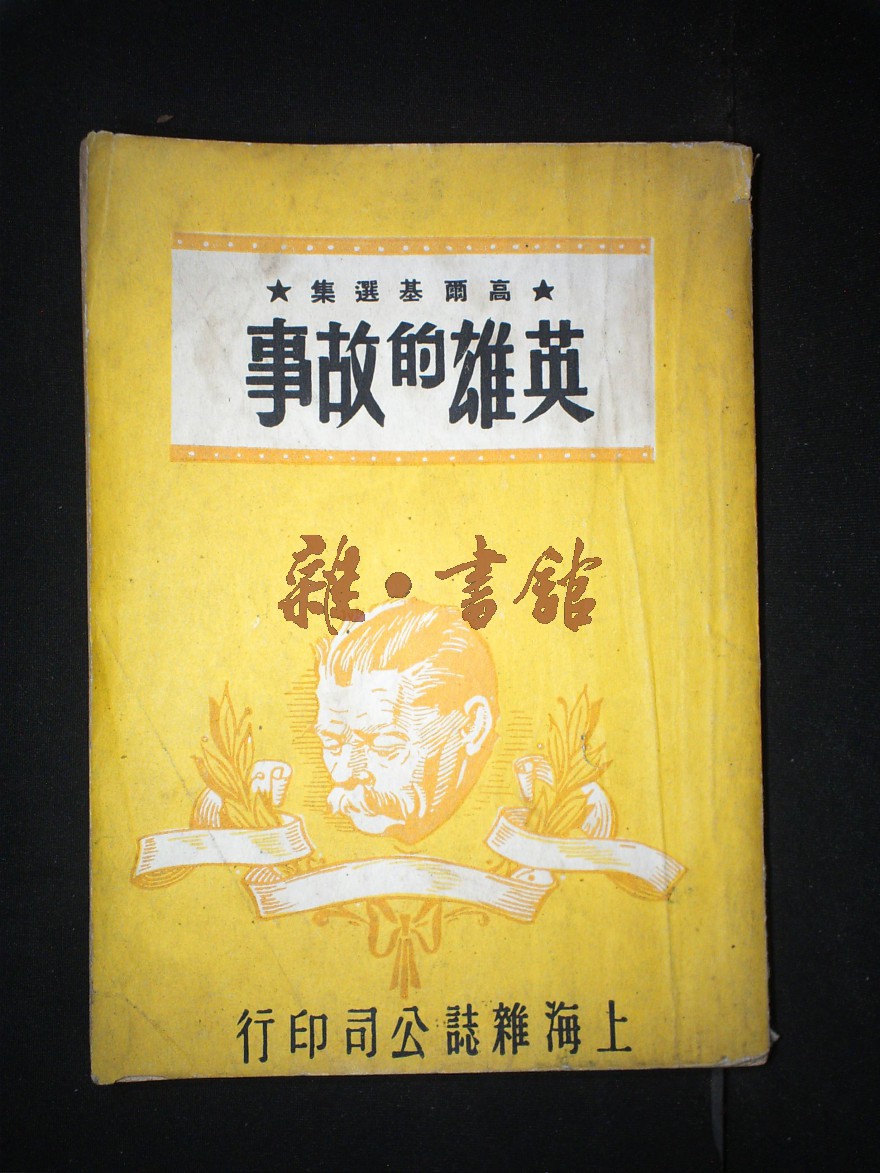 ★高爾基選集★
英雄的故事
雜·書館
上海雜誌公司印行